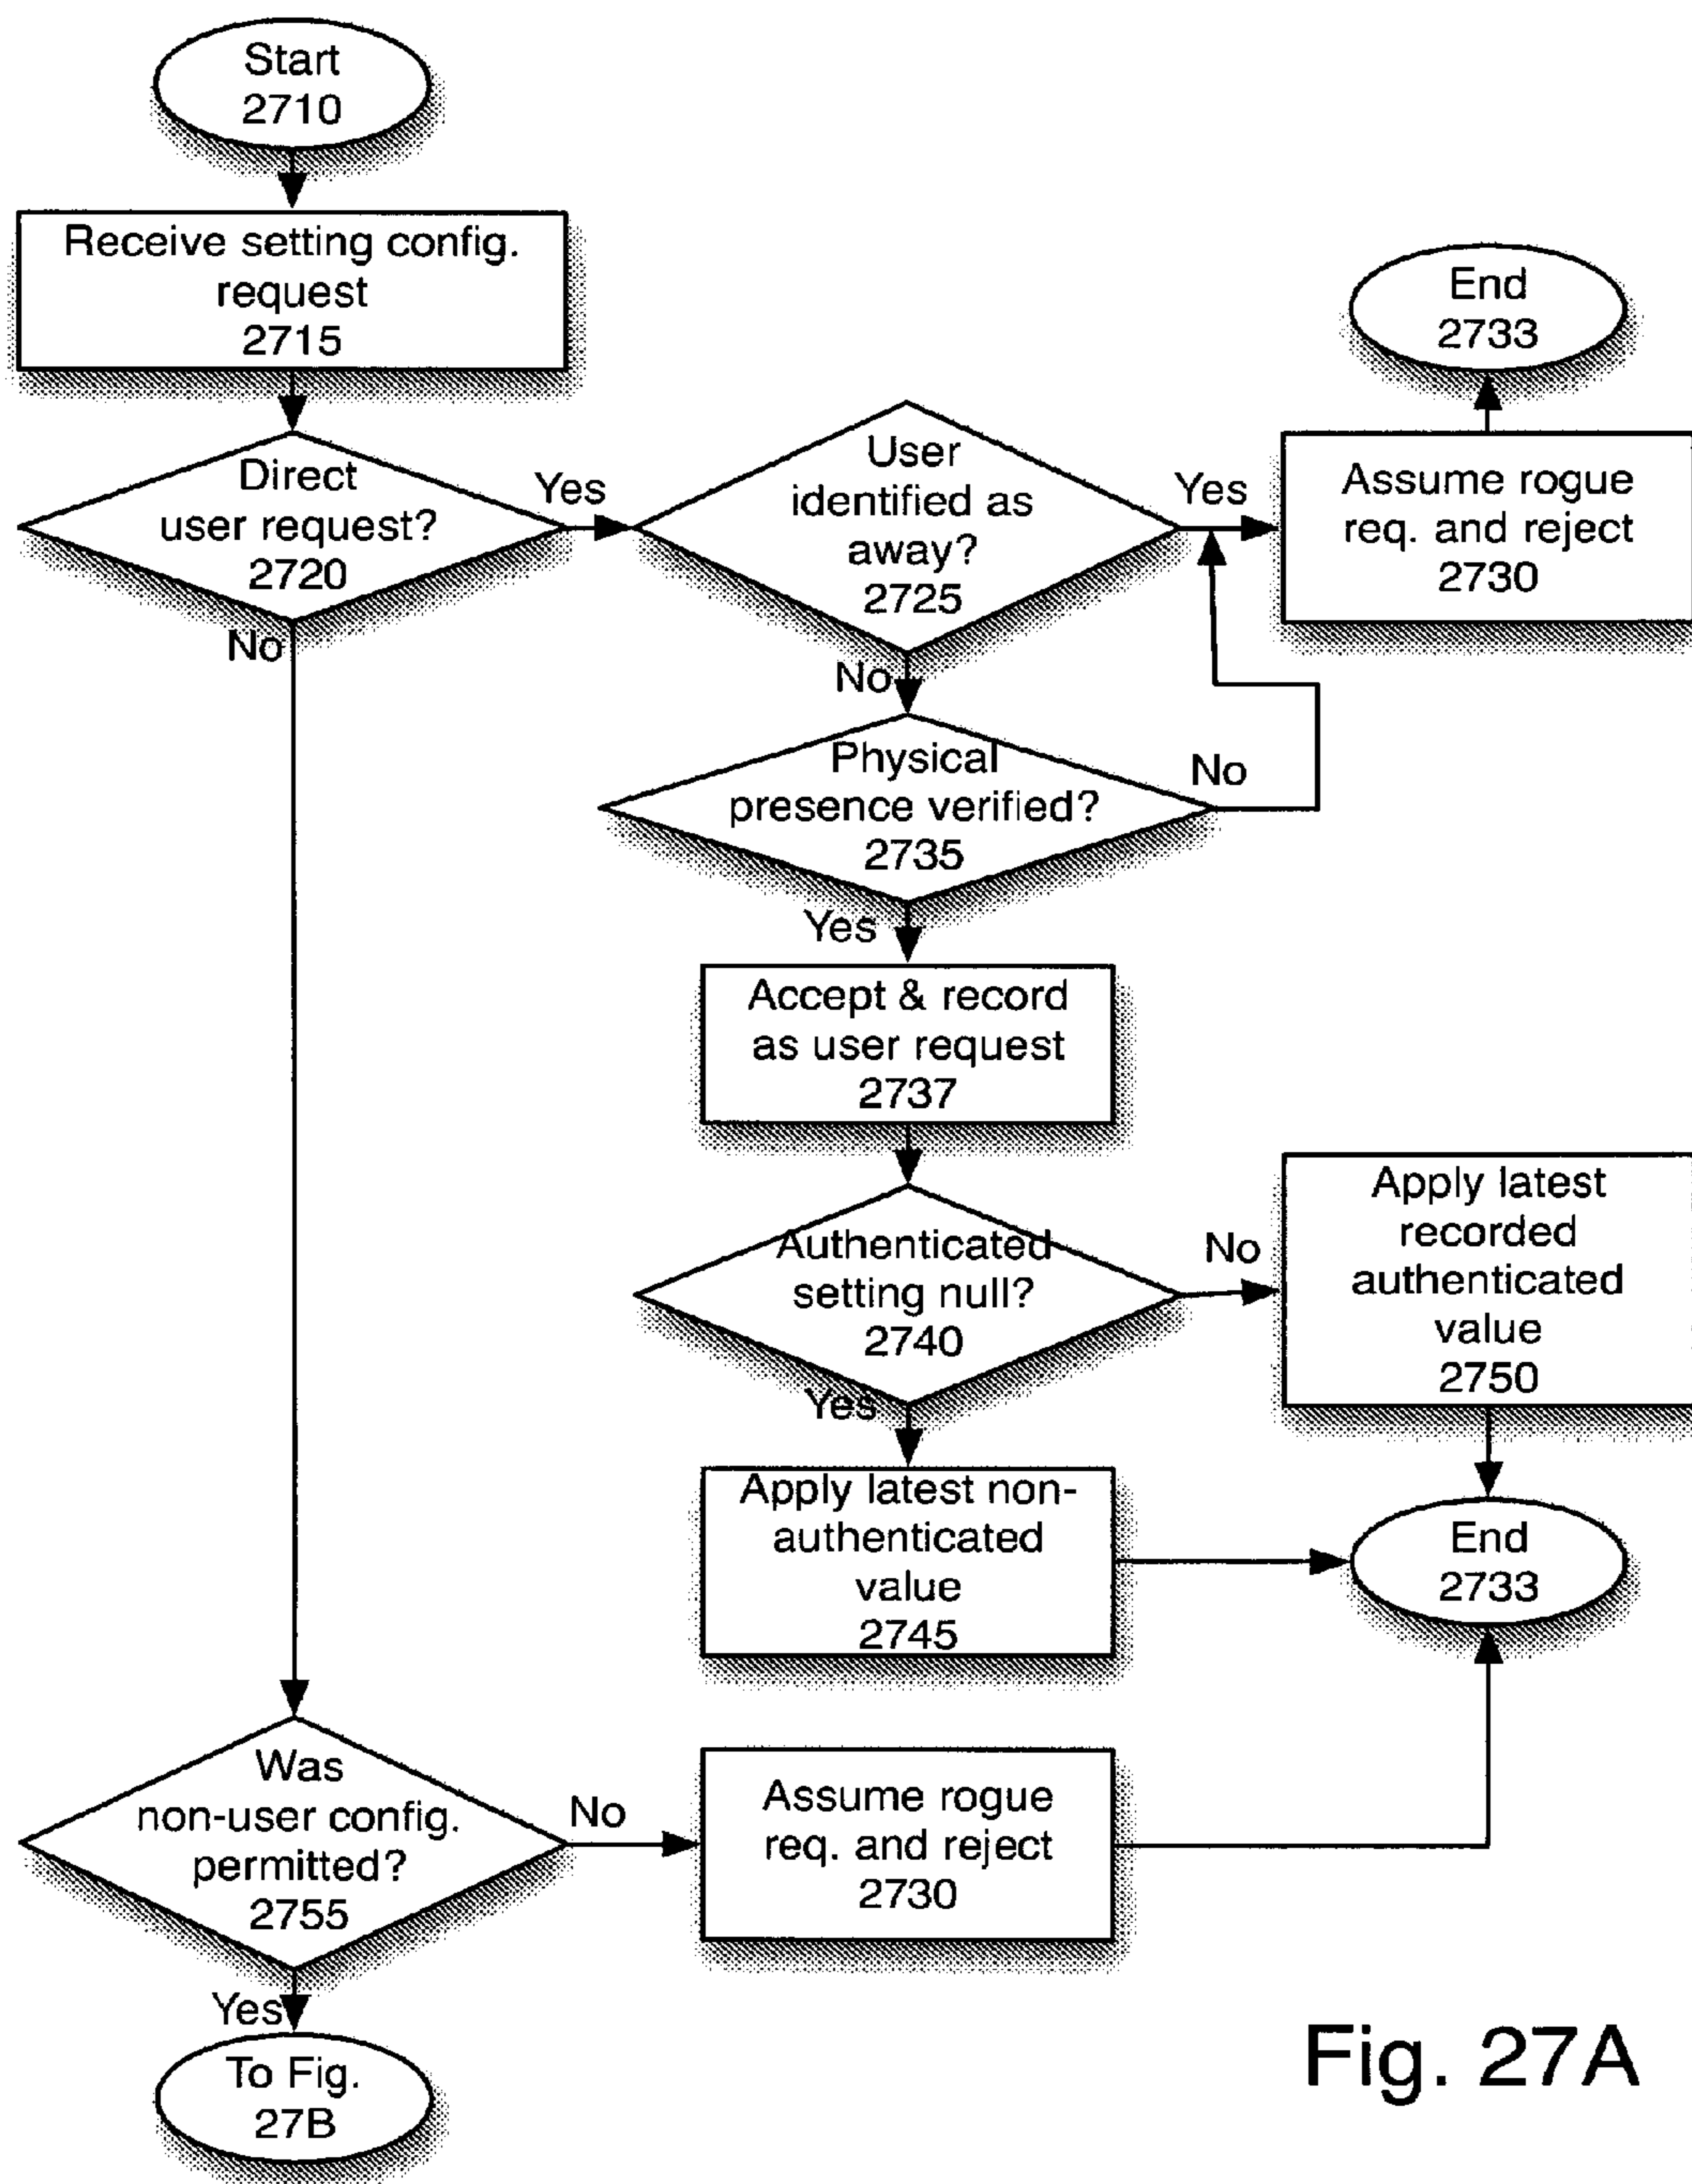 Start
2710
Receive setting config.
request
2715
Direct
user request?
2720
Yes
No
User
identified as
away?
2725
Yes
No
Assume rogue
req. and reject
2730
End
2733
Physical
presence verified?
2735
No
Yes
Accept & record
as user request
2737
Authenticated
setting null?
2740
No
Yes
Apply latest
recorded
authenticated
value
2750
Apply latest non-
authenticated
value
2745
End
2733
Was
non-user config.
permitted?
2755
No
Yes
Assume rogue
req. and reject
2730
To Fig.
27B
Fig. 27A